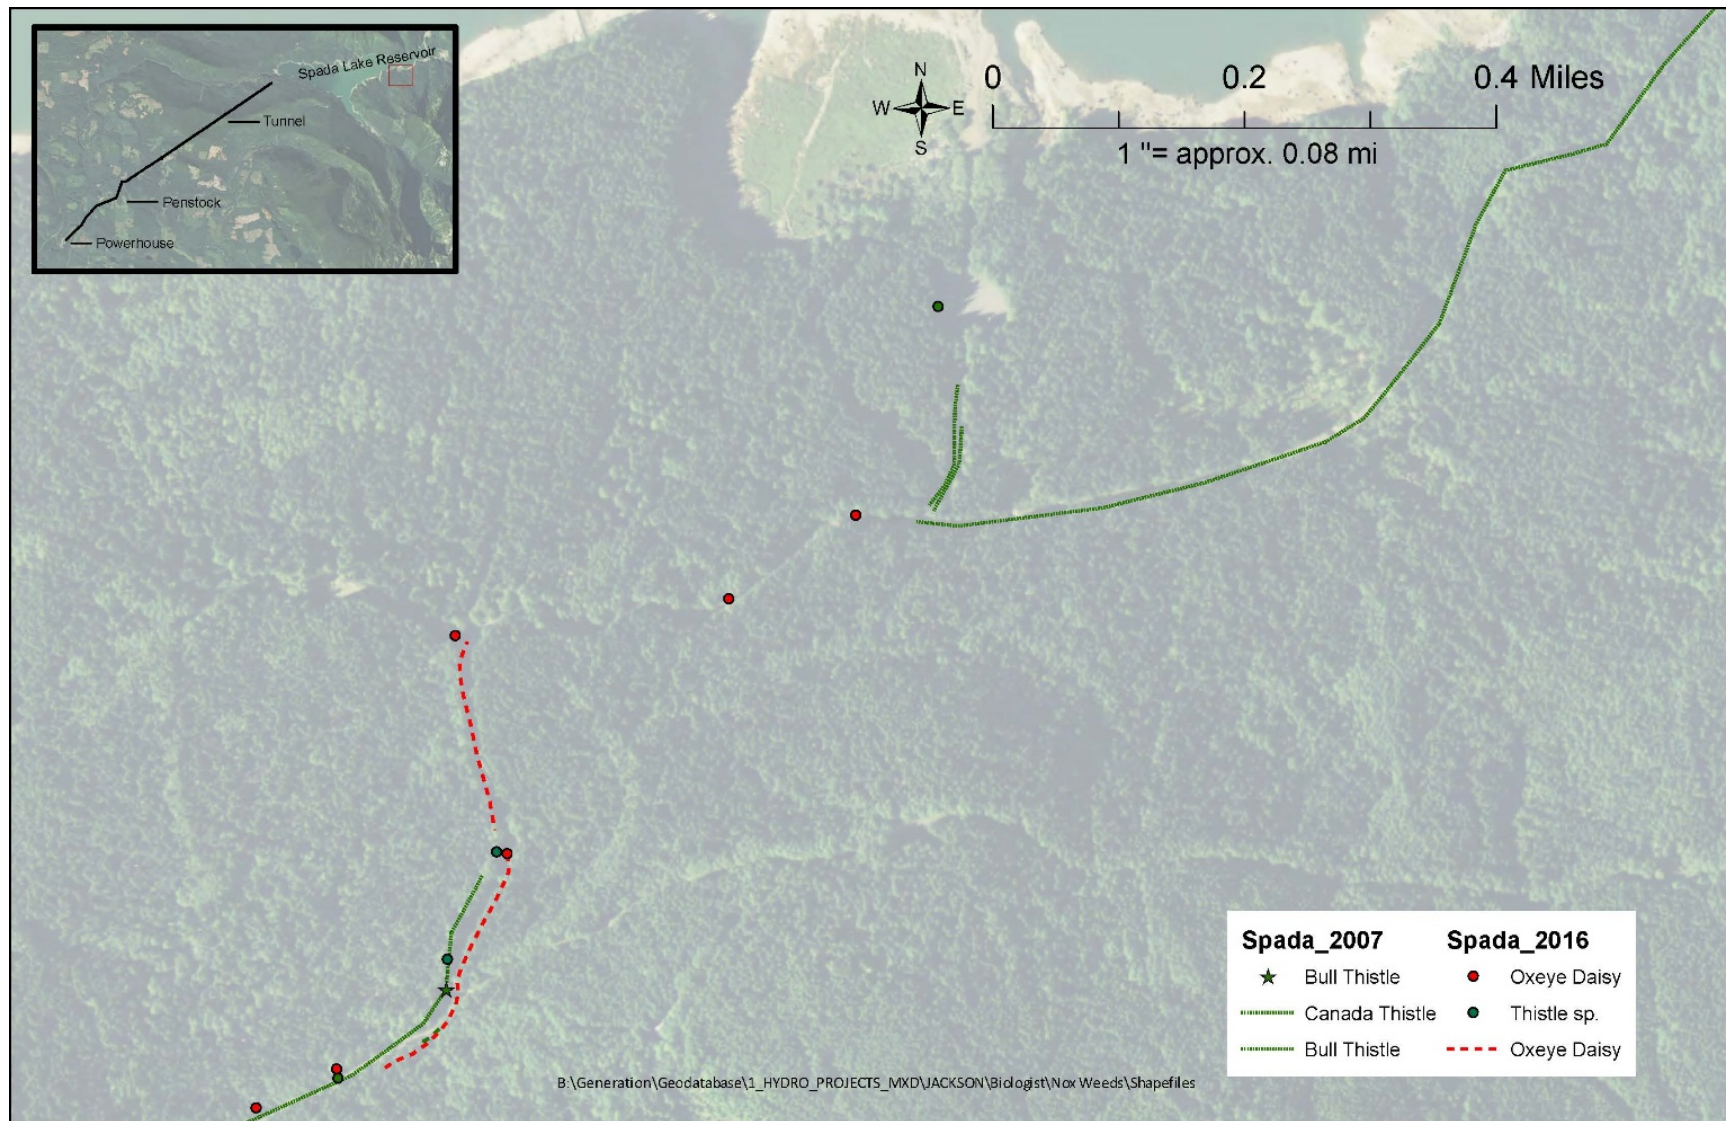 Spada Lake Reservoir
Tunnel
Penstock
Powerhouse
N
W E
S
0 0.2 0.4 Miles
1 "= approx. 0.08 mi
Spada_2007 Spada_2016
Bull Thistle Oxeye Daisy
Canada Thistle Thistle sp.
Bull Thistle Oxeye Daisy
B:\Generation\Geodatabase\1_HYDRO_PROJECTS_MXD\JACKSON\Biologist\Nox Weeds\Shapefiles